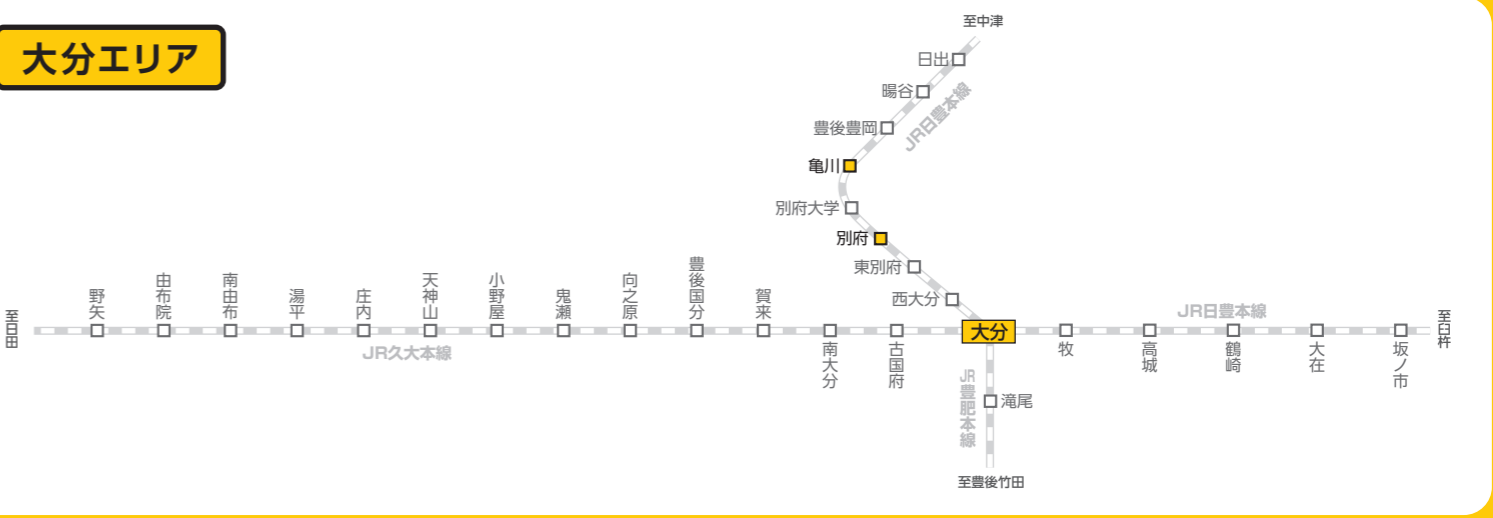 大分エリア
至中津
日出
暘谷
豊後豊岡
JR日豊本線
亀川
別府大学
別府
東別府
西大分
至日田
野矢
由布院
南由布
湯平
庄内
天神山
小野屋
鬼瀬
向之原
豊後国分
賀来
南大分
古国府
JR久大本線
大分
牧
高城
鶴崎
大在
坂ノ市
JR日豊本線
至臼杵
JR豊肥本線
滝尾
至豊後竹田